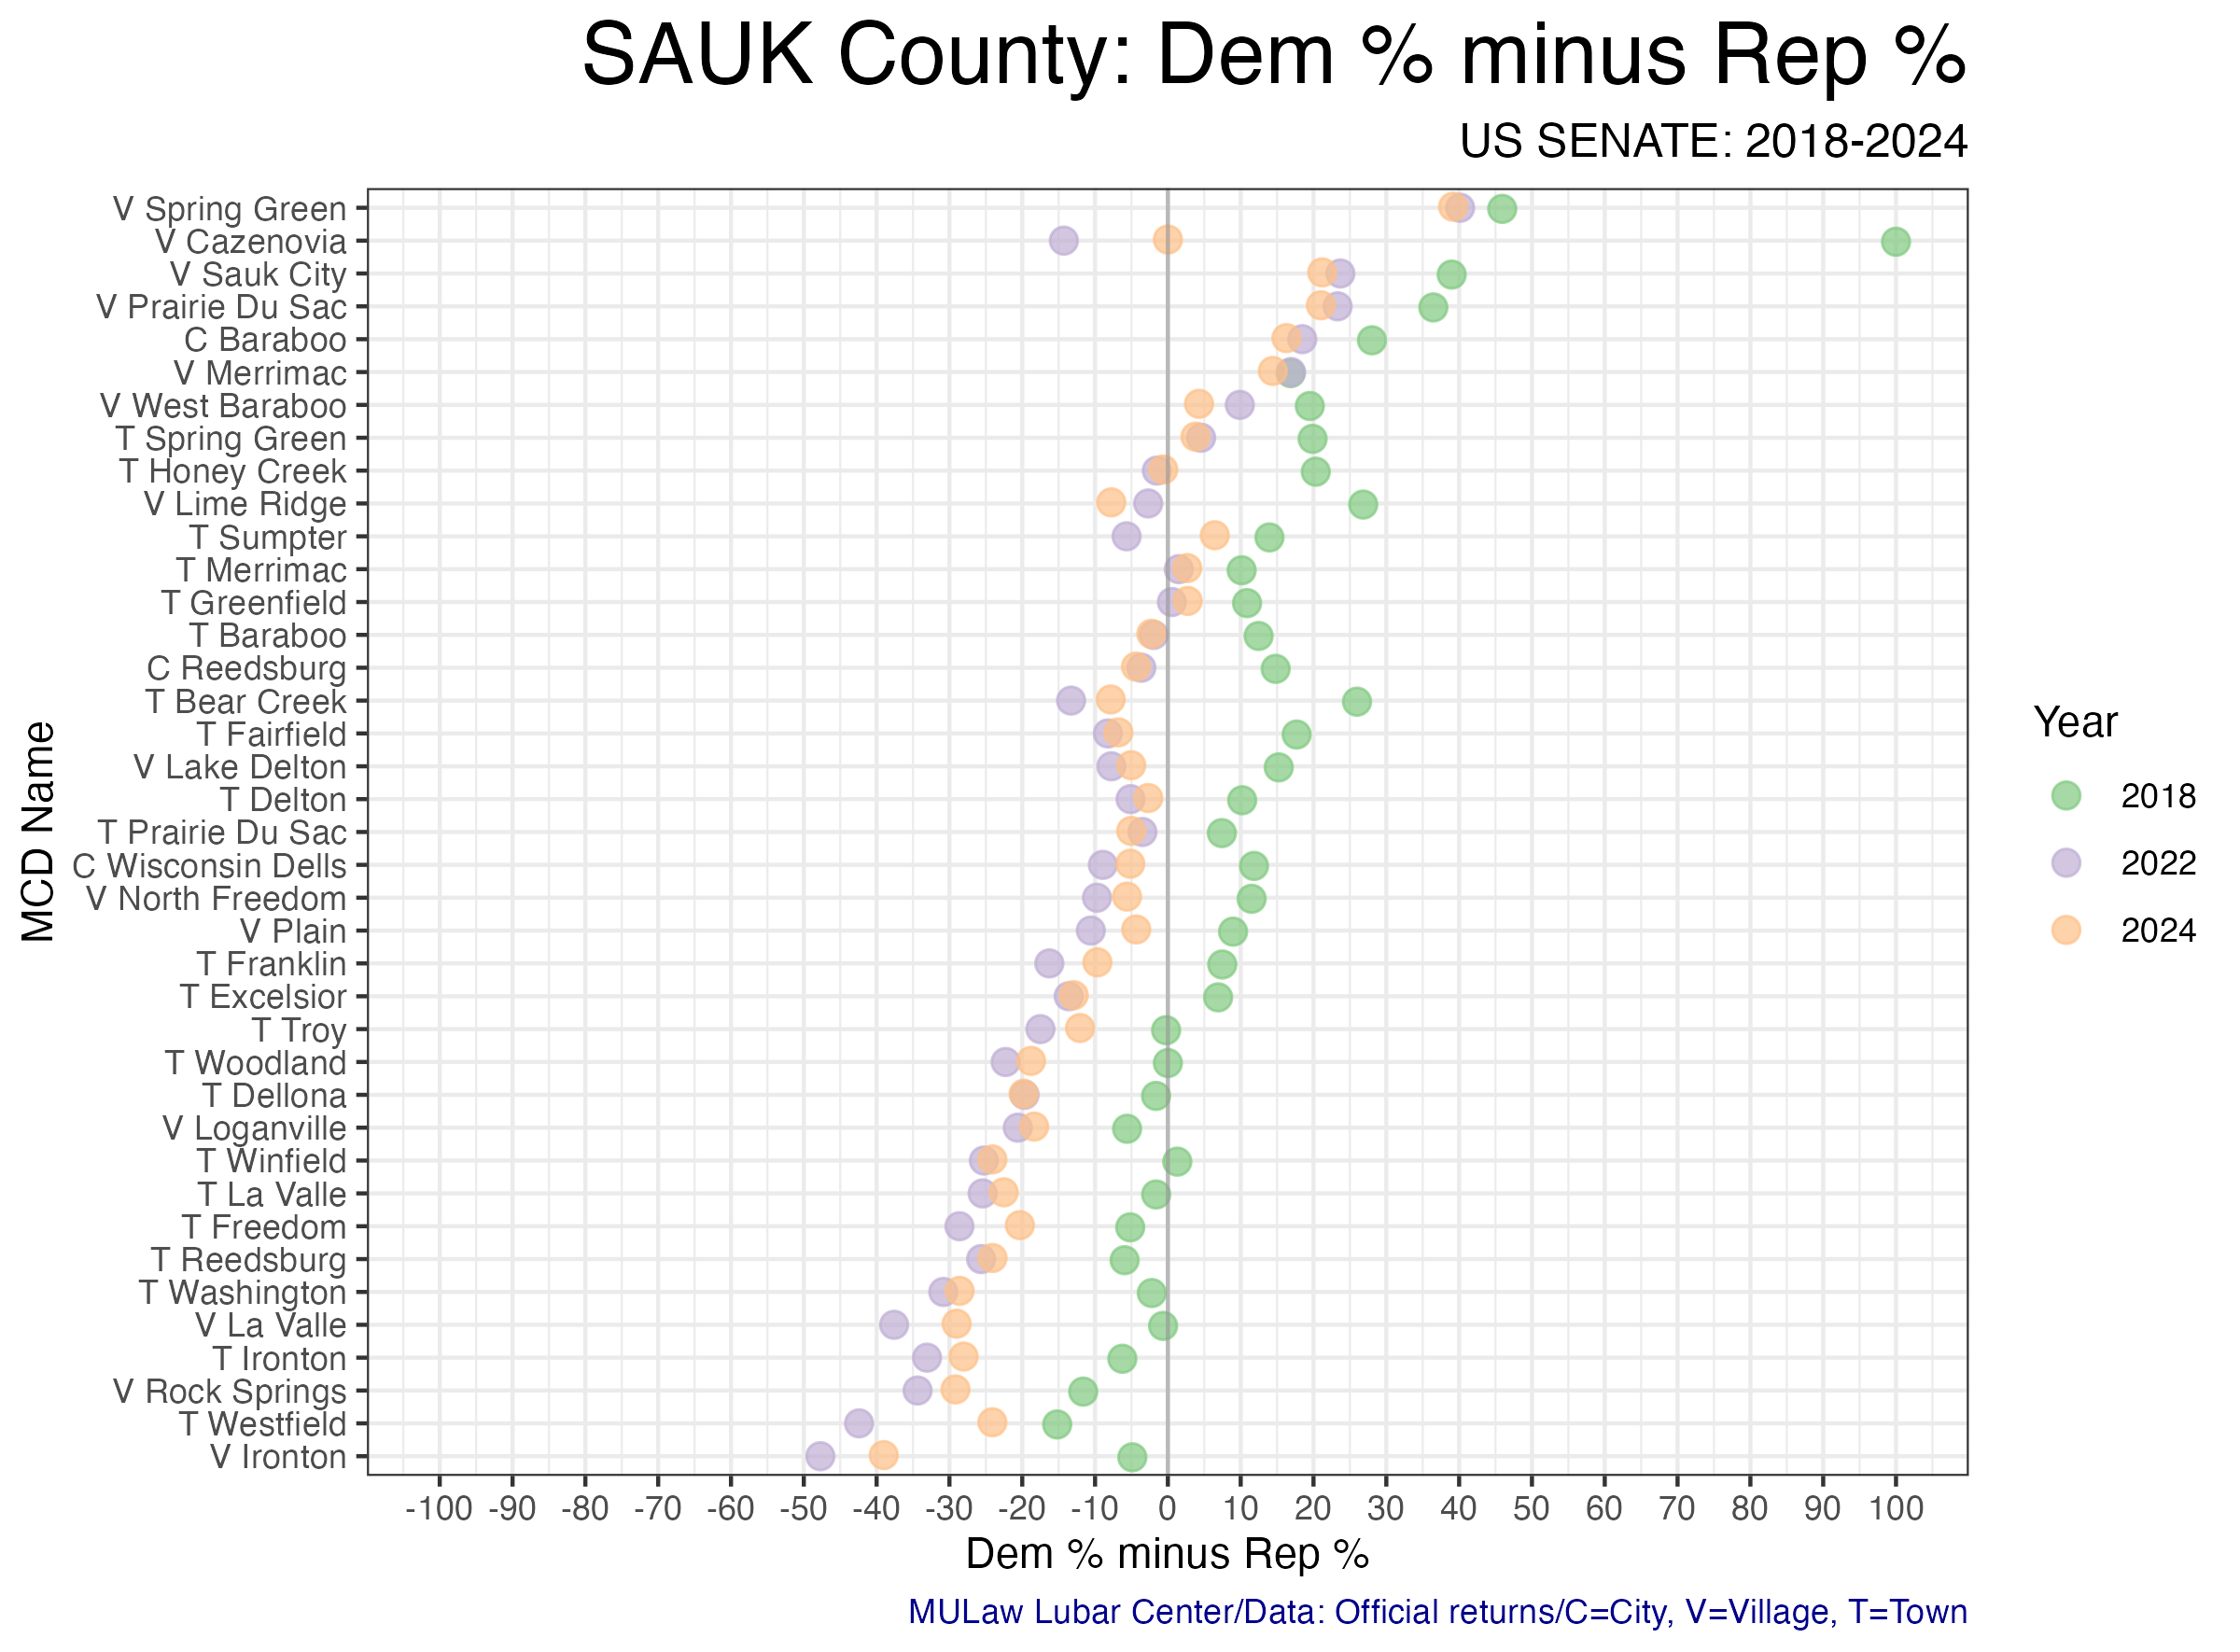 SAUK County: Dem % minus Rep %
US SENATE: 2018-2024
MCD Name
V Spring Green
V Cazenovia
V Sauk City
V Prairie Du Sac
C Baraboo
V Merrimac
V West Baraboo
T Spring Green
T Honey Creek
V Lime Ridge
T Sumpter
T Merrimac
T Greenfield
T Baraboo
C Reedsburg
T Bear Creek
T Fairfield
V Lake Delton
T Delton
T Prairie Du Sac
C Wisconsin Dells
V North Freedom
V Plain
T Franklin
T Excelsior
T Troy
T Woodland
T Dellona
V Loganville
T Winfield
T La Valle
T Freedom
T Reedsburg
T Washington
V La Valle
T Ironton
V Rock Springs
T Westfield
V Ironton
-100 -90 -80 -70 -60 -50 -40 -30 -20 -10 0 10 20 30 40 50 60 70 80 90 100
Dem % minus Rep %
Year
2018
2022
2024
MULaw Lubar Center/Data: Official returns/C=City, V=Village, T=Town